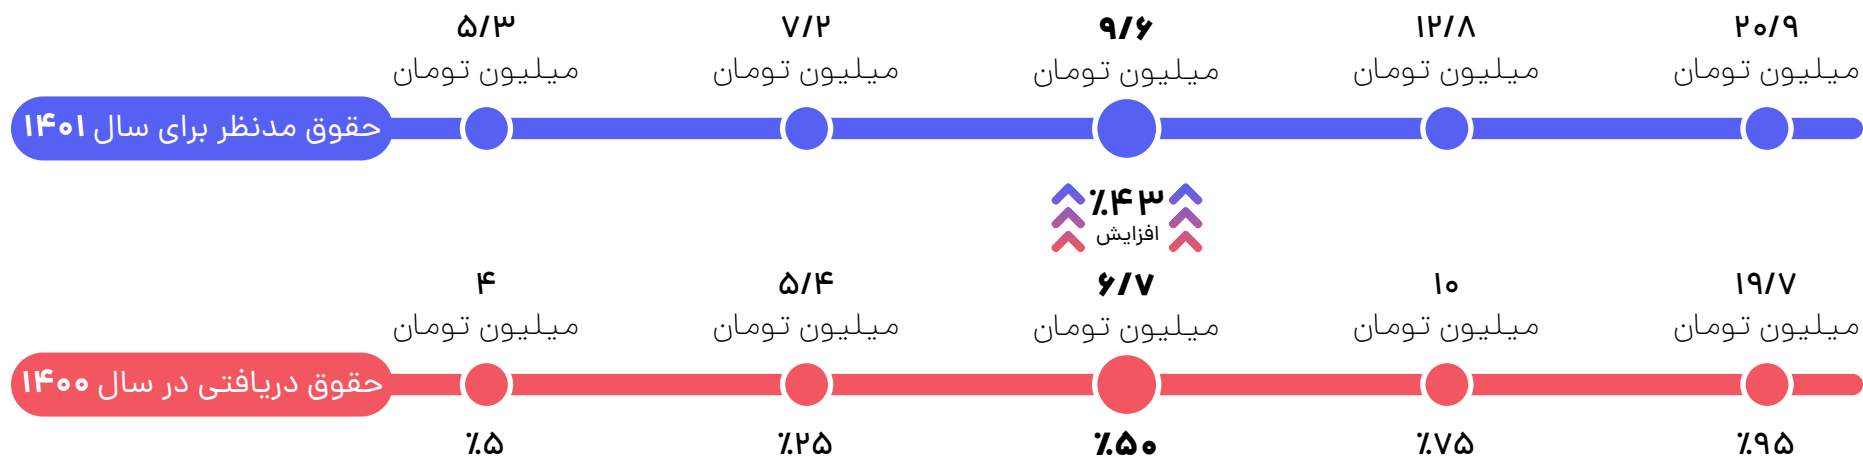 ۵/۳ ۷/۲ ۹/۶ ۱۲/۸ ۲۰/۹
میلیون تومان میلیون تومان میلیون تومان میلیون تومان میلیون تومان
حقوق مدنظر برای سال ۱۴۰۱
٪۴۳
افزایش
۴ ۵/۴ ۶/۷ ۱۰ ۱۹/۷
میلیون تومان میلیون تومان میلیون تومان میلیون تومان میلیون تومان
حقوق دریافتی در سال ۱۴۰۰
٪۵ ٪۲۵ ٪۵۰ ٪۷۵ ٪۹۵